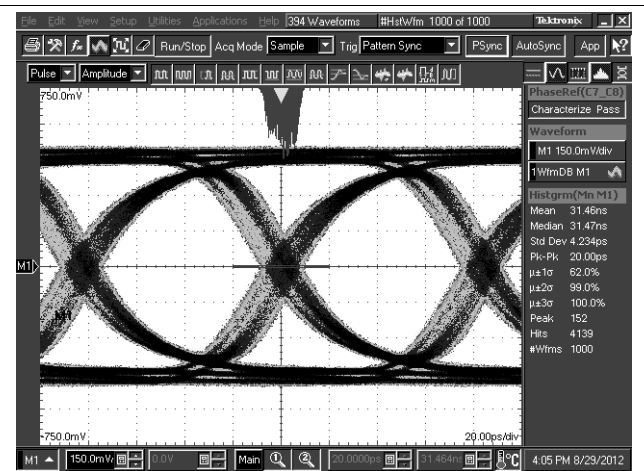 File Edit View Setup Utilities Applications Help 394 Waveforms #HstWfm 1000 of 1000 Tektronix
Run/Stop Acq Mode Sample Trig Pattern Sync PSync AutoSync App
Pulse Amplitude
750.0mV
PhaseRef(C7_C8)
Characterize Pass
Waveform
M1 150.0mV/div
1WfmDB M1
Histgrm(Mn M1)
Mean 31.46ns
Median 31.47ns
Std Dev 4.234ps
Pk-Pk 20.00ps
µ±1σ 62.0%
µ±2σ 99.0%
µ±3σ 100.0%
Peak 152
Hits 4139
#Wfms 1000
M1
M1
-750.0mV 20.00ps/div
M1 150.0mV 0.0V Main 20.0000ps 31.464ns °C 4:05 PM 8/29/2012